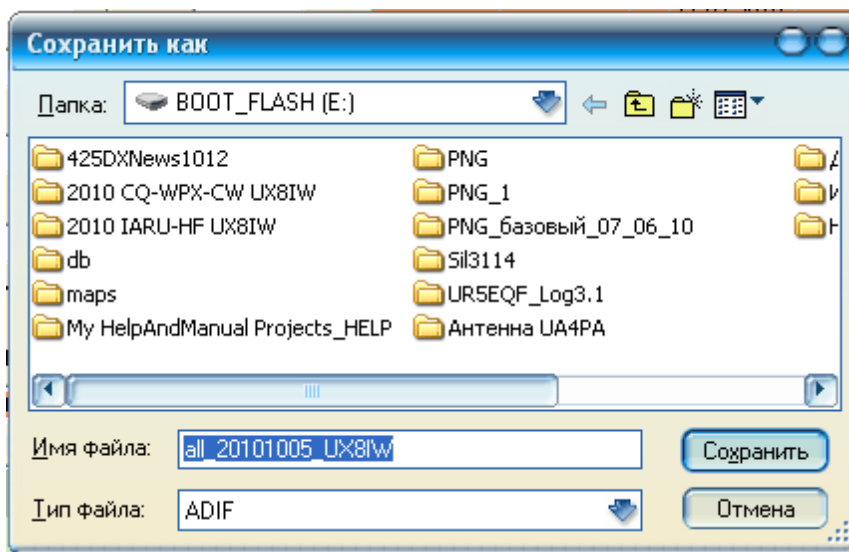 Сохранить как
Папка: BOOT_FLASH (E:)
425DXNews1012
2010 CQ-WPX-CW UX8IW
2010 IARU-HF UX8IW
db
maps
My HelpAndManual Projects_HELP
PNG
PNG_1
PNG_базовый_07_06_10
Sil3114
UR5EQF_Log3.1
Антенна UA4PA
Имя файла: all_20101005_UX8IW
Сохранить
Тип файла: ADIF
Отмена